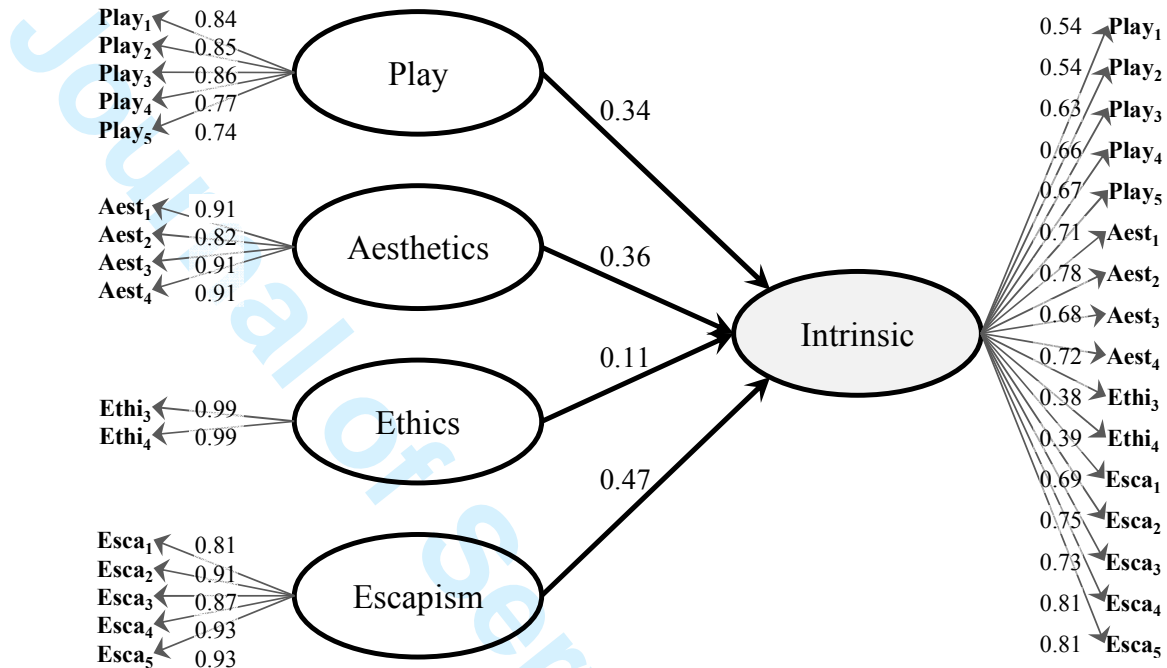 Play₁ 0.84
Play₂ 0.85
Play₃ 0.86
Play₄ 0.77
Play₅ 0.74
Play
0.34
Aest₁ 0.91
Aest₂ 0.82
Aest₃ 0.91
Aest₄ 0.91
Aesthetics
0.36
Ethi₃ 0.99
Ethi₄ 0.99
Ethics
0.11
Esca₁ 0.81
Esca₂ 0.91
Esca₃ 0.87
Esca₄ 0.93
Esca₅ 0.93
Escapism
0.47
Intrinsic
0.54 Play₁
0.54 Play₂
0.63 Play₃
0.66 Play₄
0.67 Play₅
0.71 Aest₁
0.78 Aest₂
0.68 Aest₃
0.72 Aest₄
0.38 Ethi₃
0.39 Ethi₄
0.69 Esca₁
0.75 Esca₂
0.73 Esca₃
0.81 Esca₄
0.81 Esca₅
Journal of Ser